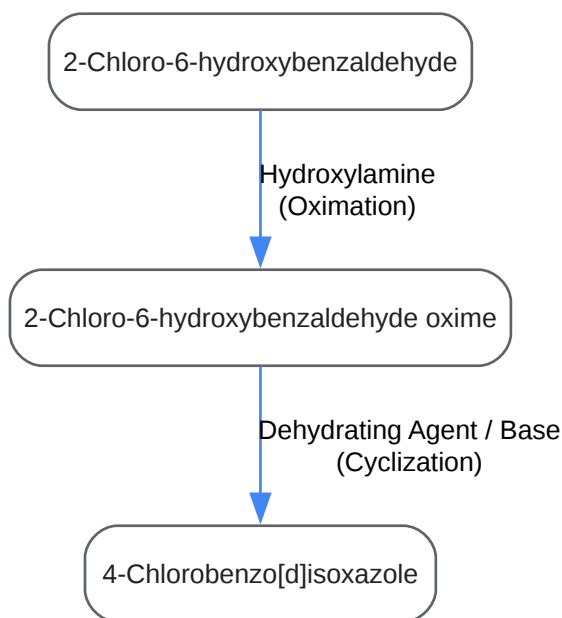 2-Chloro-6-hydroxybenzaldehyde
Hydroxylamine
(Oximation)
2-Chloro-6-hydroxybenzaldehyde oxime
Dehydrating Agent / Base
(Cyclization)
4-Chlorobenzo[d]isoxazole